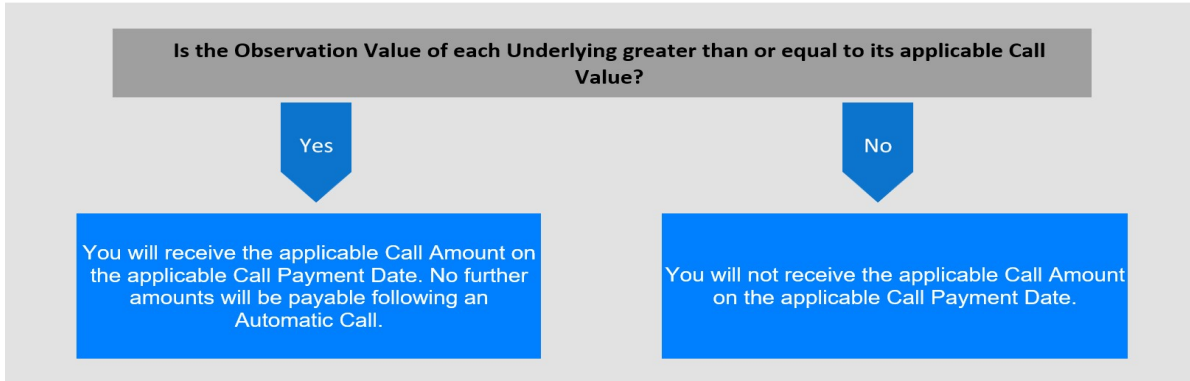 Is the Observation Value of each Underlying greater than or equal to its applicable Call
Value?
Yes
No
You will receive the applicable Call Amount on
the applicable Call Payment Date. No further
amounts will be payable following an
Automatic Call.
You will not receive the applicable Call Amount
on the applicable Call Payment Date.